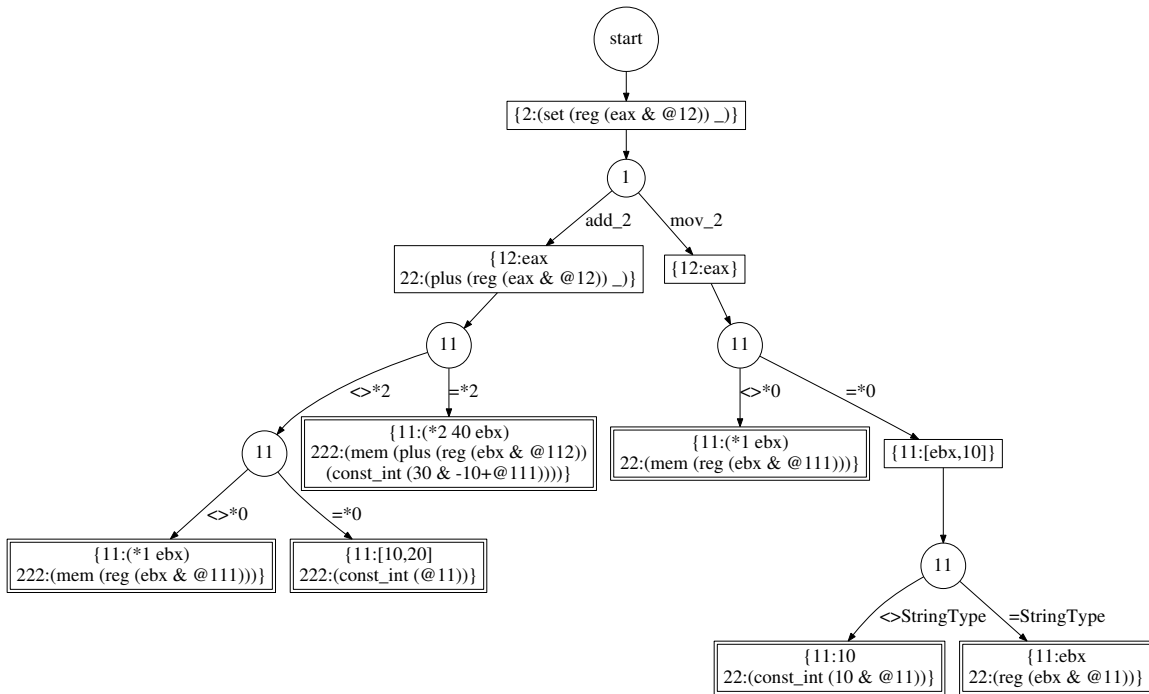 start
{2:(set (reg (eax & @12)) _)}
1
add_2
mov_2
{12:eax
22:(plus (reg (eax & @12)) _)}
{12:eax}
11
11
<>*2
=*2
<>*0
=*0
11
{11:(*2 40 ebx)
222:(mem (plus (reg (ebx & @112))
(const_int (30 & -10+@111))))}
{11:(*1 ebx)
22:(mem (reg (ebx & @111)))}
{11:[ebx,10]}
<>*0
=*0
{11:(*1 ebx)
222:(mem (reg (ebx & @111)))}
{11:[10,20]
222:(const_int (@11))}
11
<>StringType
=StringType
{11:10
22:(const_int (10 & @11))}
{11:ebx
22:(reg (ebx & @11))}